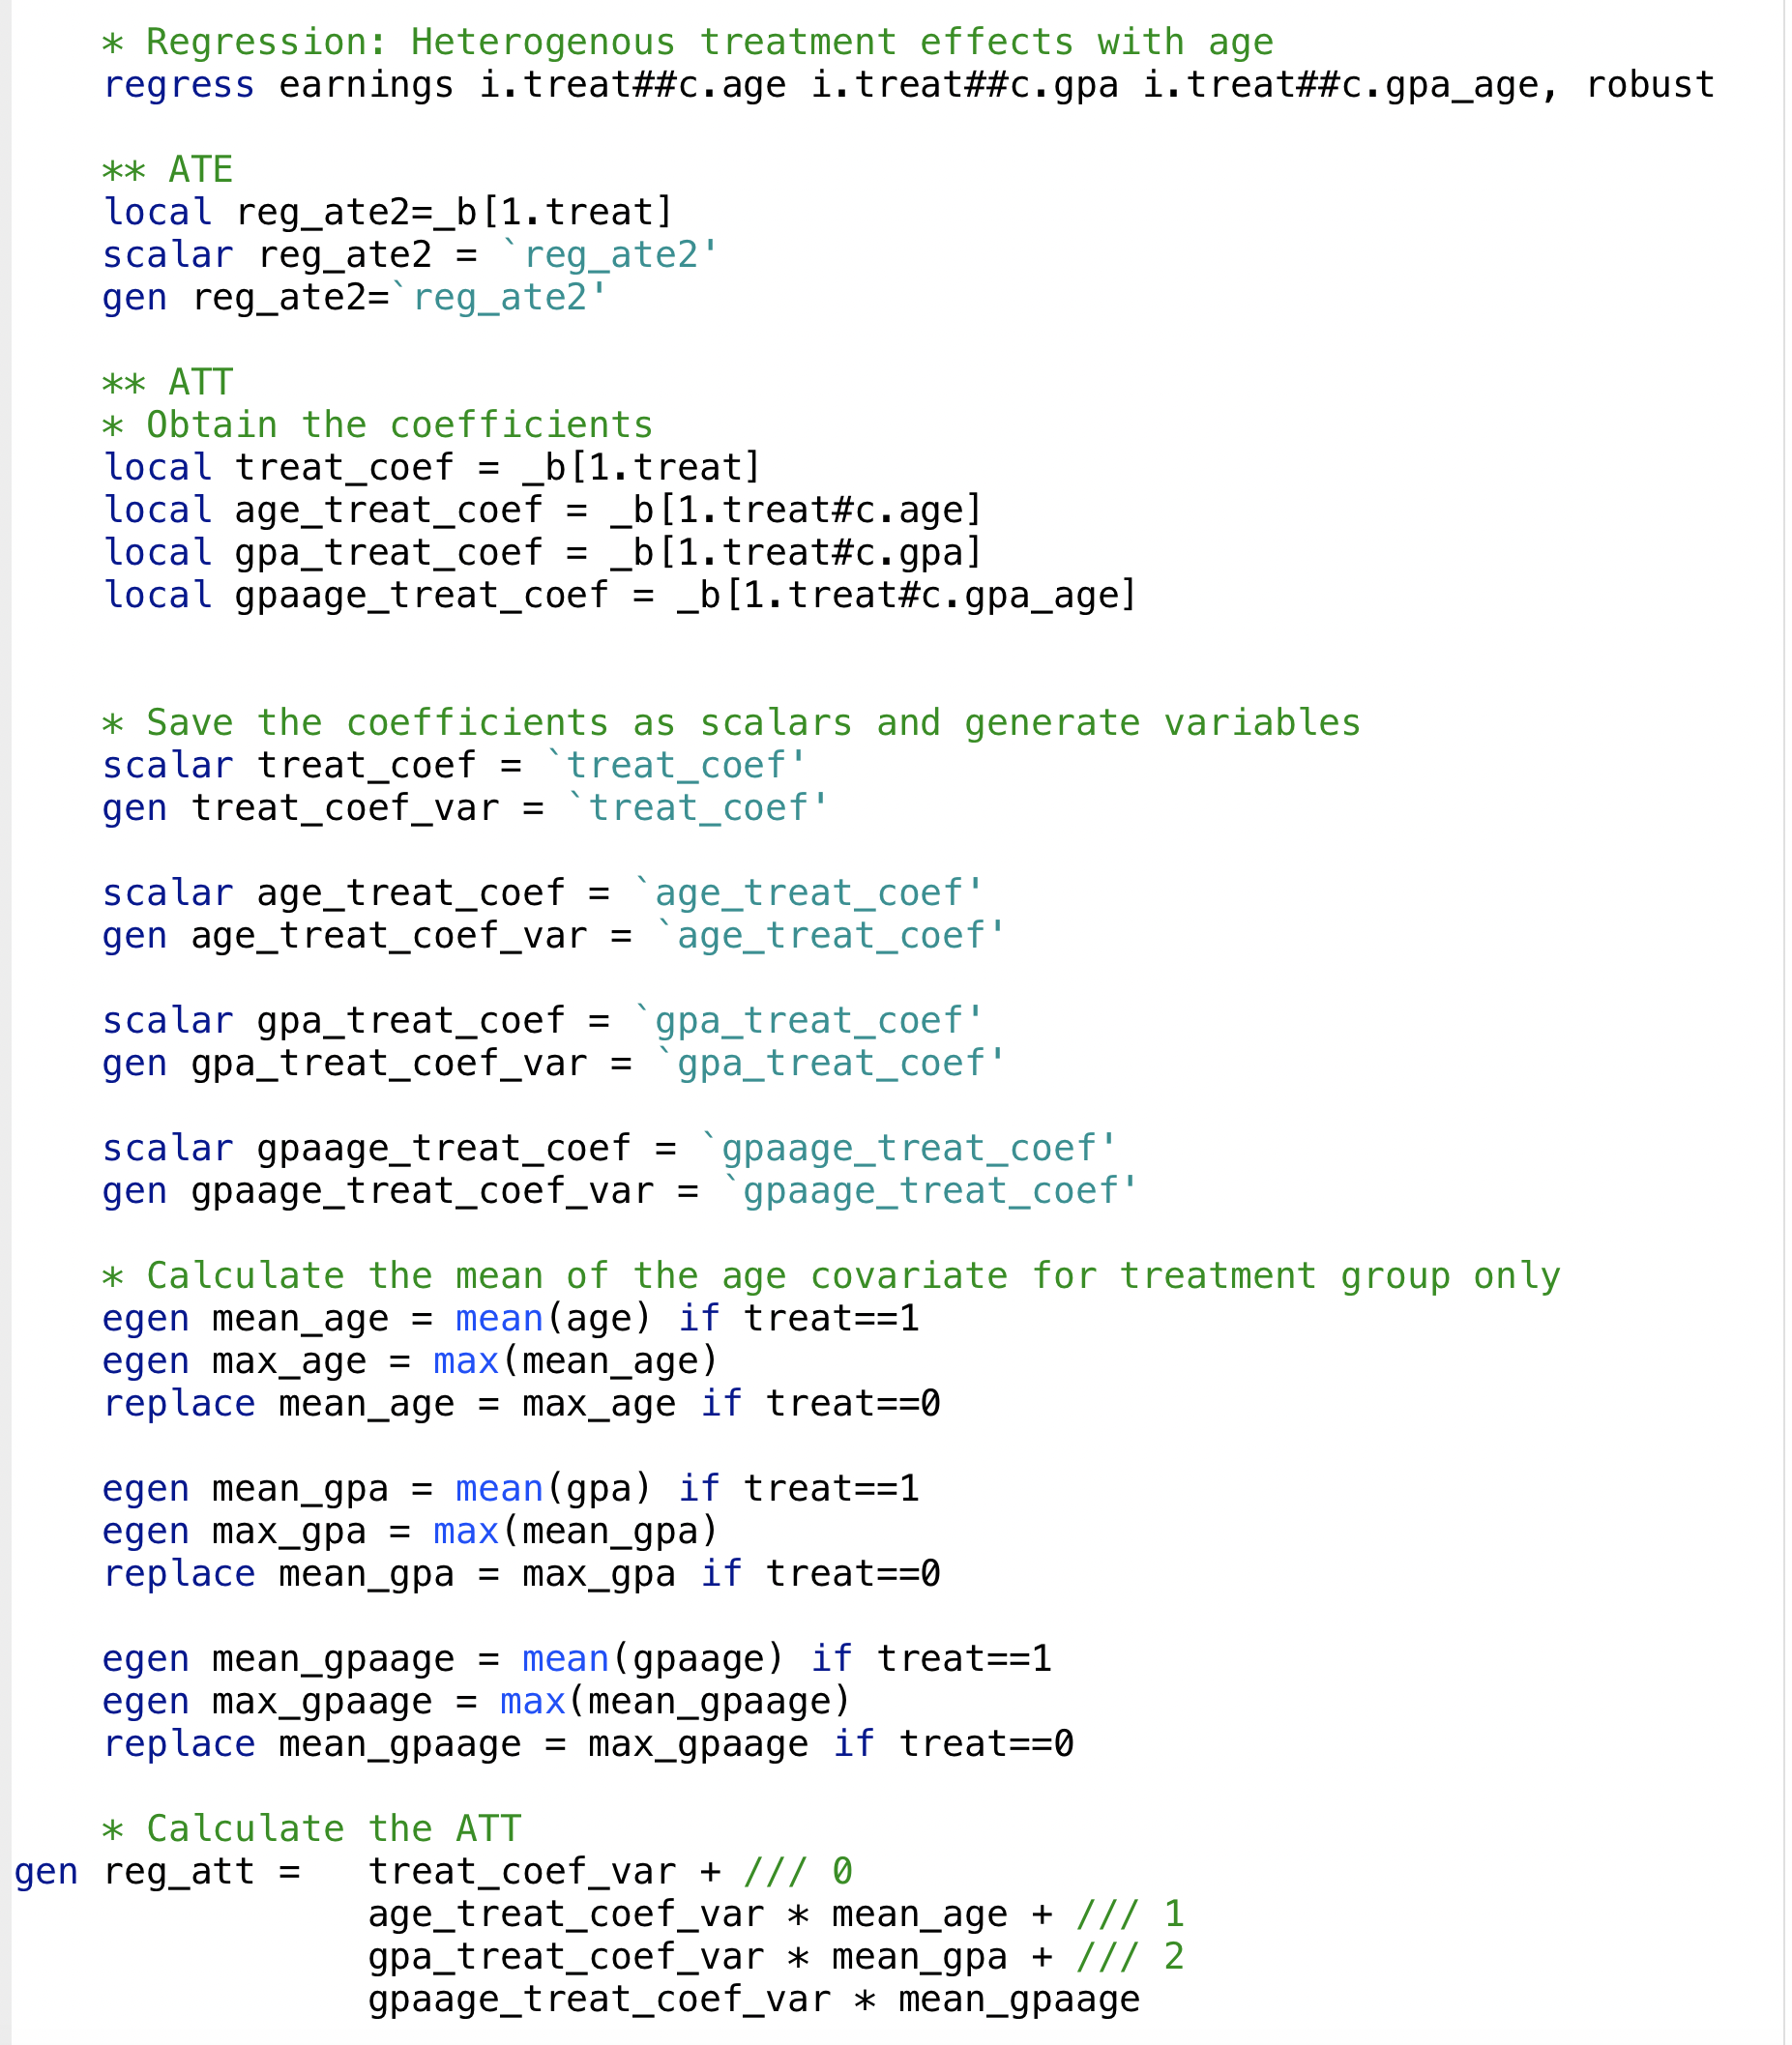 * Regression: Heterogenous treatment effects with age
regress earnings i.treat##c.age i.treat##c.gpa i.treat##c.gpa_age, robust
** ATE
local reg_ate2=_b[1.treat]
scalar reg_ate2 = `reg_ate2'
gen reg_ate2=`reg_ate2'
** ATT
* Obtain the coefficients
local treat_coef = _b[1.treat]
local age_treat_coef = _b[1.treat#c.age]
local gpa_treat_coef = _b[1.treat#c.gpa]
local gpaage_treat_coef = _b[1.treat#c.gpa_age]
* Save the coefficients as scalars and generate variables
scalar treat_coef = `treat_coef'
gen treat_coef_var = `treat_coef'
scalar age_treat_coef = `age_treat_coef'
gen age_treat_coef_var = `age_treat_coef'
scalar gpa_treat_coef = `gpa_treat_coef'
gen gpa_treat_coef_var = `gpa_treat_coef'
scalar gpaage_treat_coef = `gpaage_treat_coef'
gen gpaage_treat_coef_var = `gpaage_treat_coef'
* Calculate the mean of the age covariate for treatment group only
egen mean_age = mean(age) if treat==1
egen max_age = max(mean_age)
replace mean_age = max_age if treat==0
egen mean_gpa = mean(gpa) if treat==1
egen max_gpa = max(mean_gpa)
replace mean_gpa = max_gpa if treat==0
egen mean_gpaage = mean(gpaage) if treat==1
egen max_gpaage = max(mean_gpaage)
replace mean_gpaage = max_gpaage if treat==0
* Calculate the ATT
gen reg_att = treat_coef_var + /// 0
age_treat_coef_var * mean_age + /// 1
gpa_treat_coef_var * mean_gpa + /// 2
gpaage_treat_coef_var * mean_gpaage